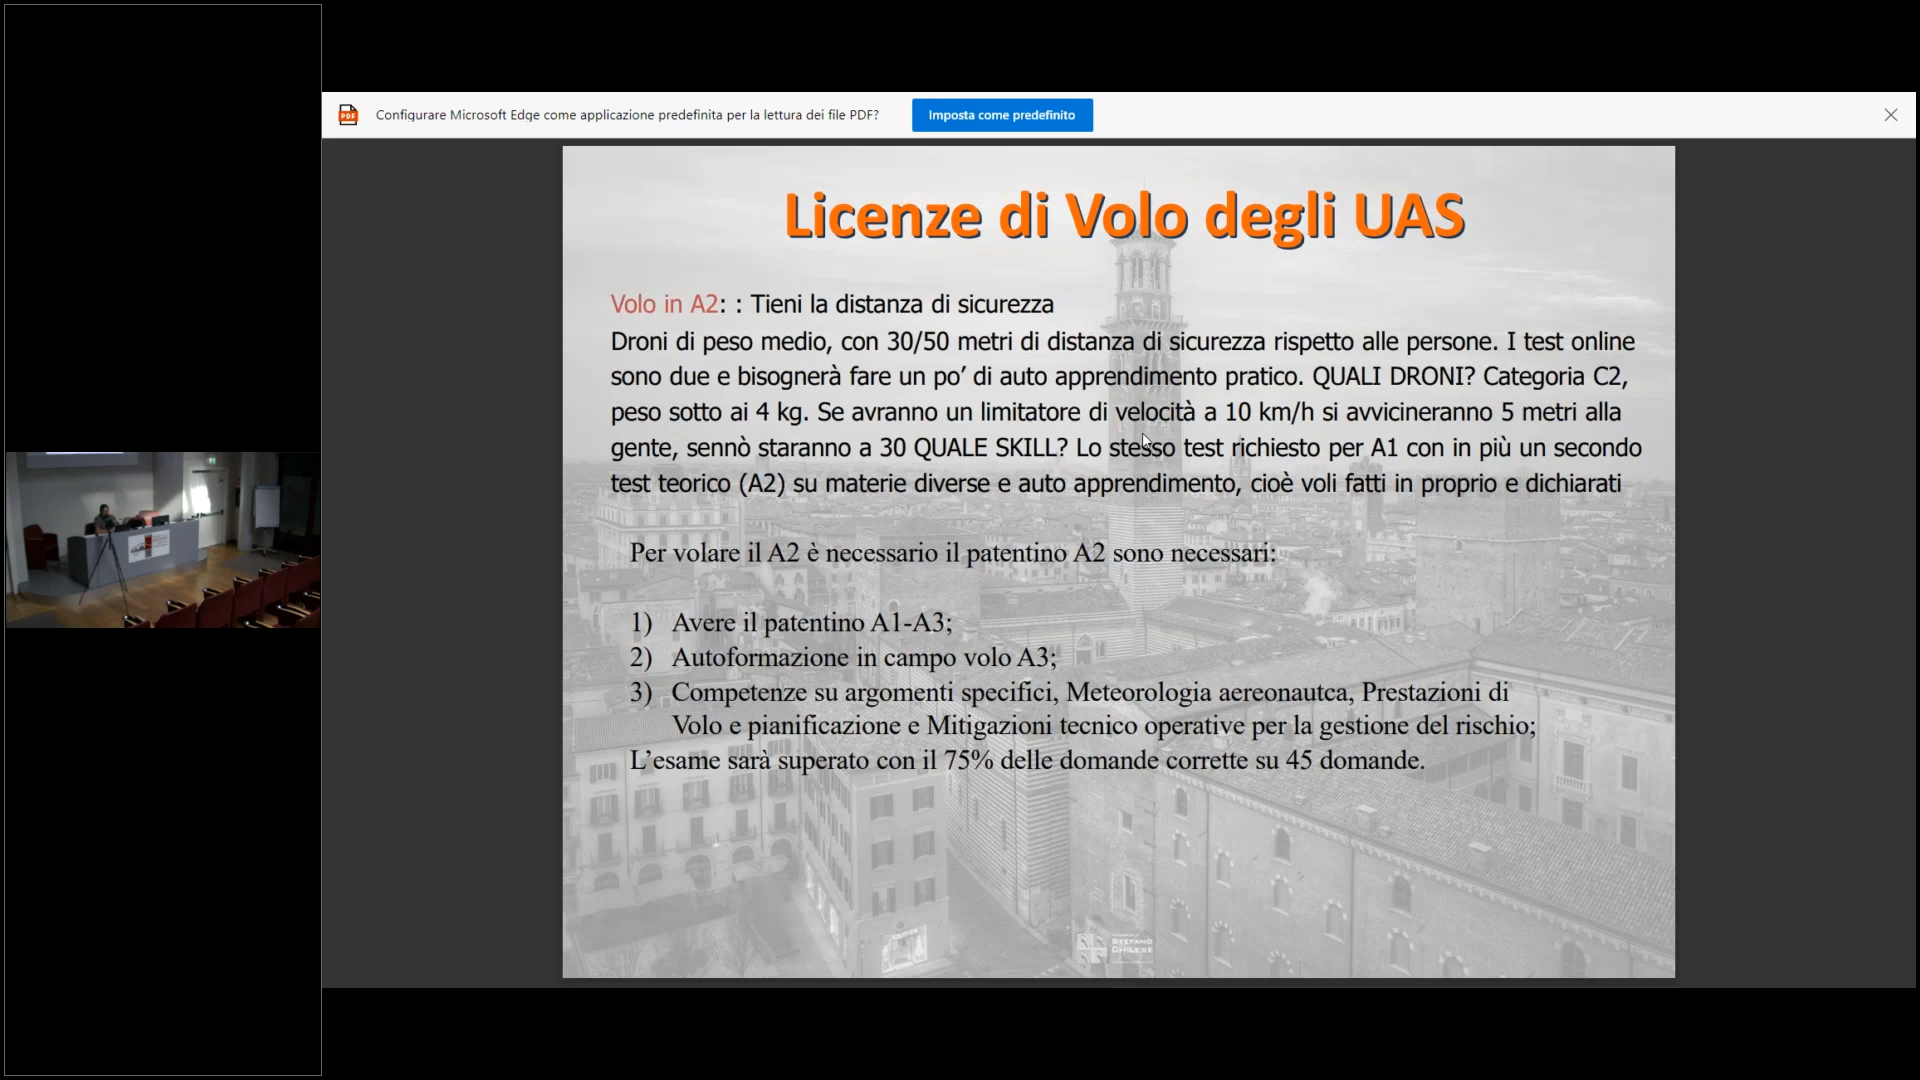 Configurare Microsoft Edge come applicazione predefinita per la lettura dei file PDF?
Imposta come predefinito
Licenze di Volo degli UAS
Volo in A2: : Tieni la distanza di sicurezza
Droni di peso medio, con 30/50 metri di distanza di sicurezza rispetto alle persone. I test online
sono due e bisognerà fare un po’ di auto apprendimento pratico. QUALI DRONI? Categoria C2,
peso sotto ai 4 kg. Se avranno un limitatore di velocità a 10 km/h si avvicineranno 5 metri alla
gente, sennò staranno a 30 QUALE SKILL? Lo stesso test richiesto per A1 con in più un secondo
test teorico (A2) su materie diverse e auto apprendimento, cioè voli fatti in proprio e dichiarati
Per volare il A2 è necessario il patentino A2 sono necessari:
1) Avere il patentino A1-A3;
2) Autoformazione in campo volo A3;
3) Competenze su argomenti specifici, Meteorologia aereonautca, Prestazioni di
Volo e pianificazione e Mitigazioni tecnico operative per la gestione del rischio;
L’esame sarà superato con il 75% delle domande corrette su 45 domande.
STEFANO
CHILESE